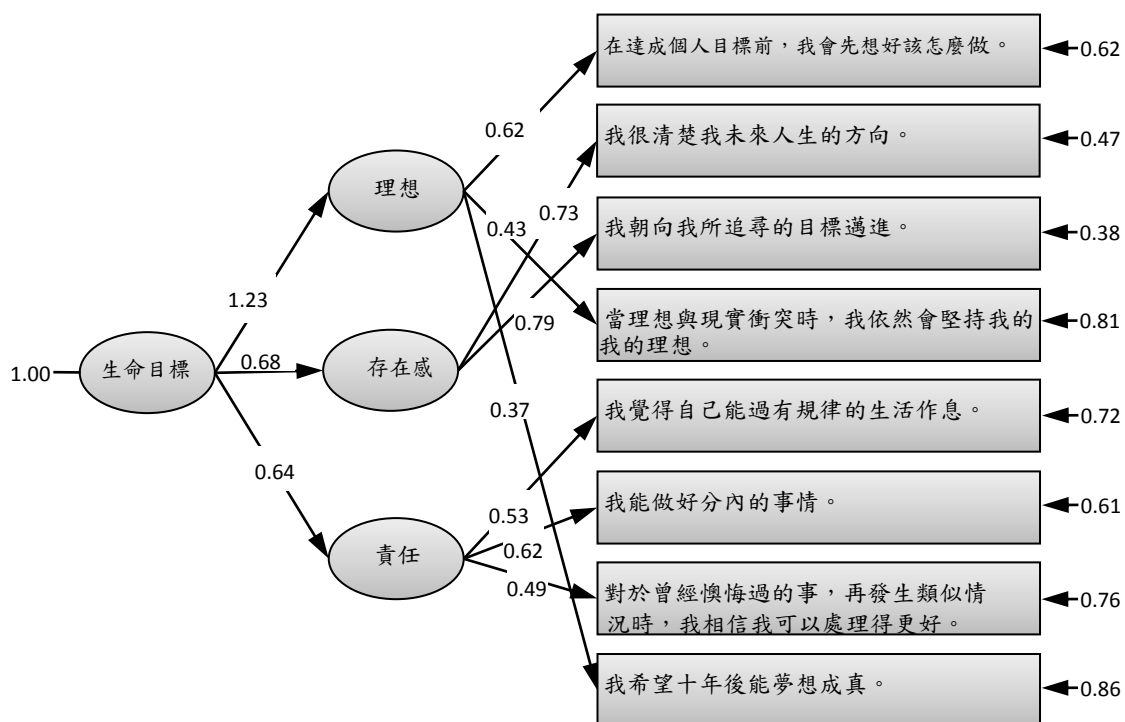 在達成個人目標前，我會先想好該怎麼做。
0.62
0.62
我很清楚我未來人生的方向。
0.47
理想
0.73
0.43
我朝向我所追尋的目標邁進。
0.38
1.23
0.79
當理想與現實衝突時，我依然會堅持我的
我的理想。
0.81
1.00
生命目標
0.68
存在感
0.37
我覺得自己能過有規律的生活作息。
0.72
0.64
0.53
我能做好分內的事情。
0.61
責任
0.62
0.49
對於曾經懊悔過的事，再發生類似情
況時，我相信我可以處理得更好。
0.76
我希望十年後能夢想成真。
0.86